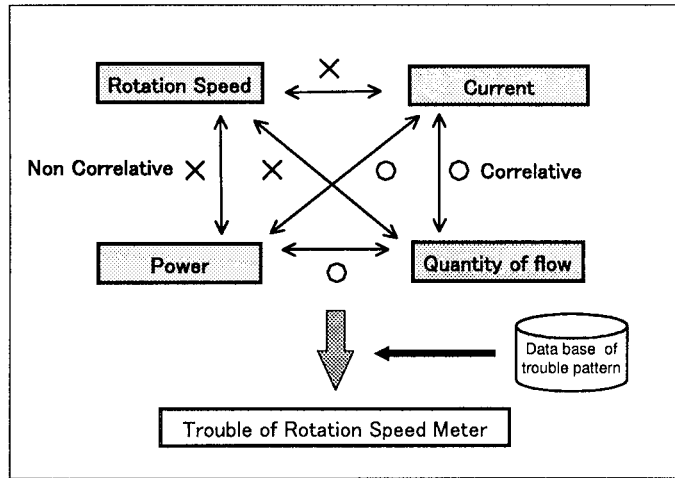 ×
Rotation Speed
Current
Non Correlative × × ○ ○ Correlative
Power
Quantity of flow
○
Data base of
trouble pattern
Trouble of Rotation Speed Meter